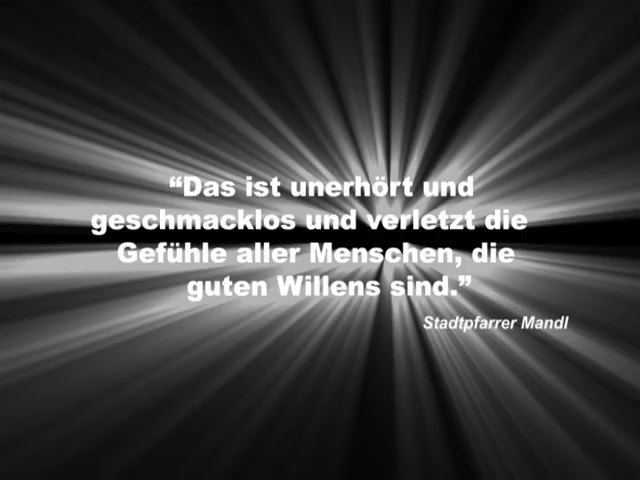 “Das ist unerhört und
geschmacklos und verletzt die
Gefühle aller Menschen, die
guten Willens sind.”
Stadtpfarrer Mandl